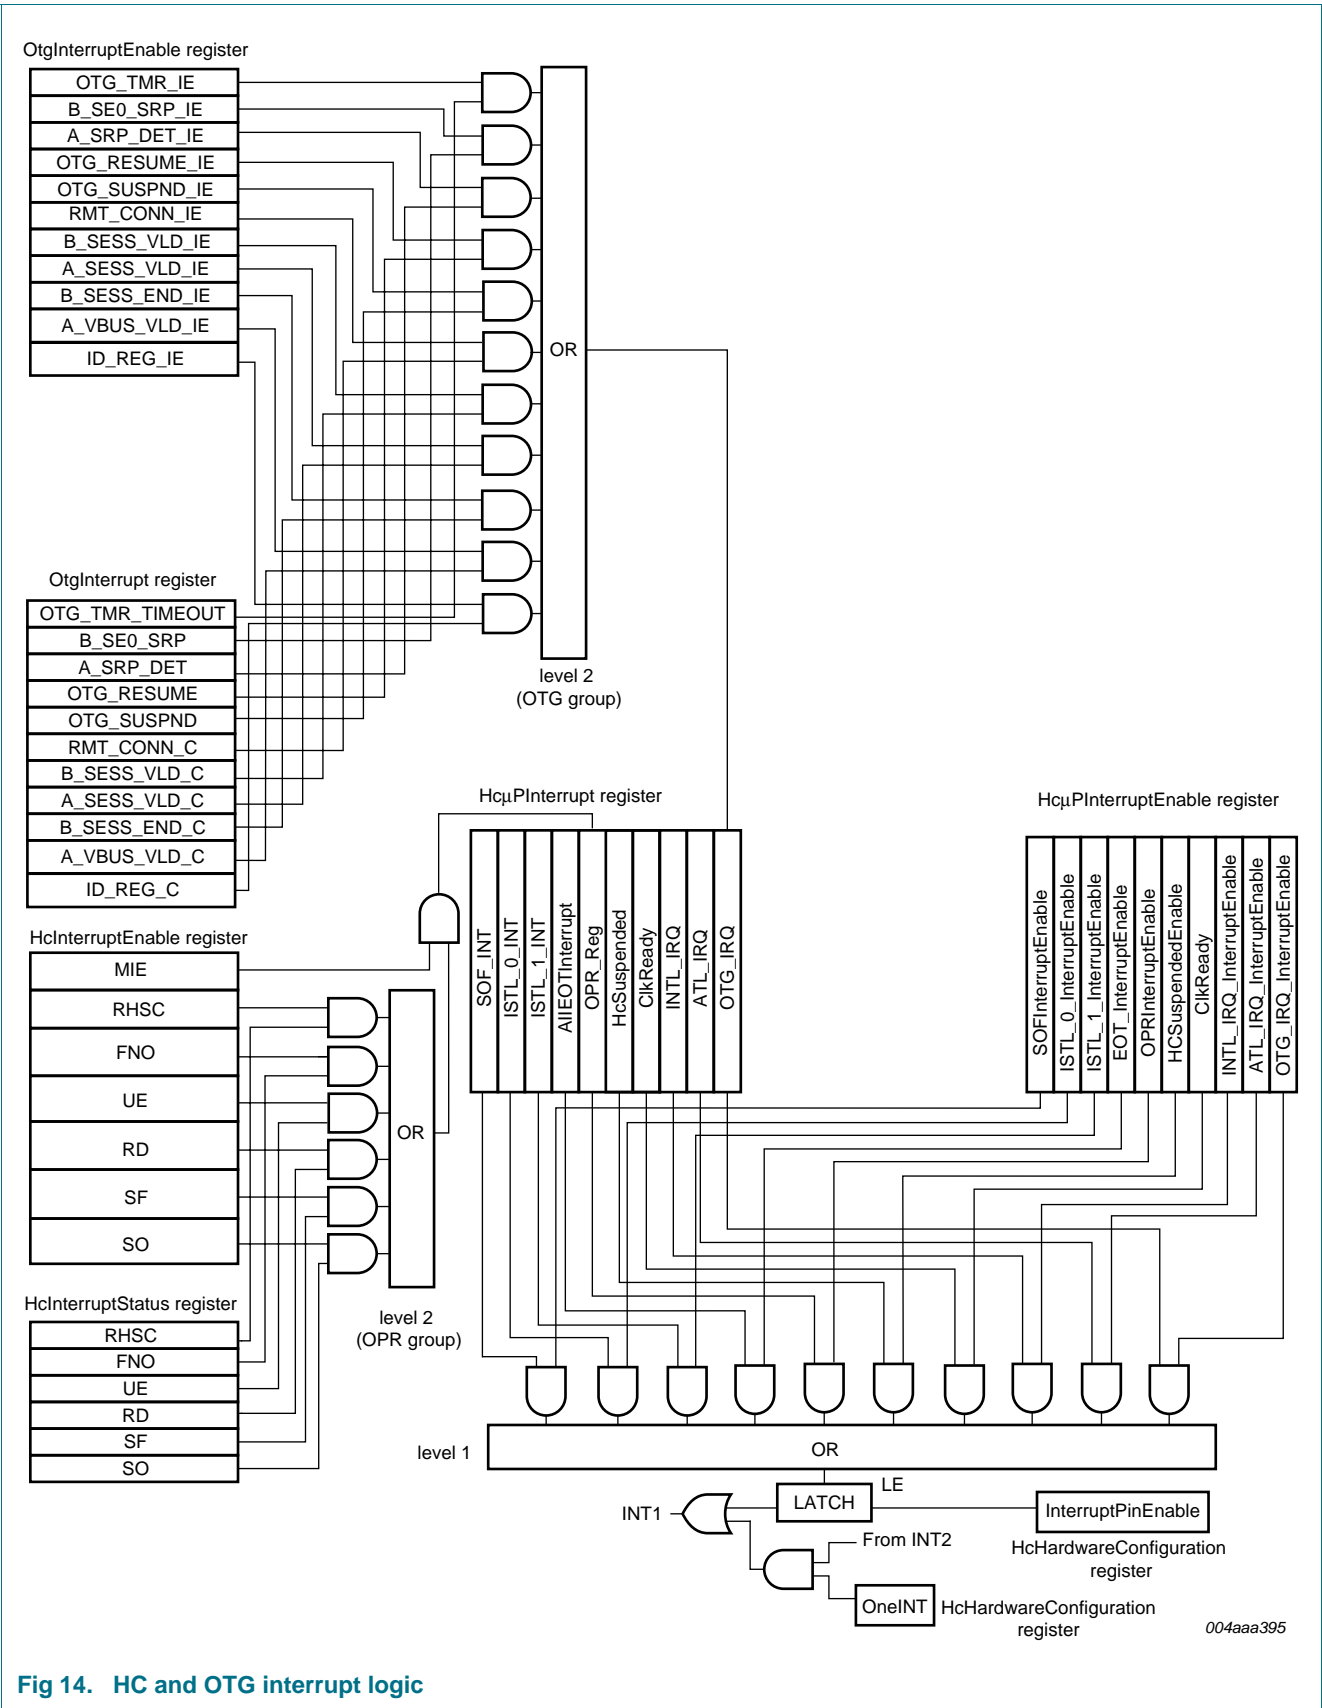 OtgInterruptEnable register
OTG_TMR_IE
B_SE0_SRP_IE
A_SRP_DET_IE
OTG_RESUME_IE
OTG_SUSPND_IE
RMT_CONN_IE
B_SESS_VLD_IE
A_SESS_VLD_IE
B_SESS_END_IE
A_VBUS_VLD_IE
ID_REG_IE
OR
level 2
(OTG group)
OtgInterrupt register
OTG_TMR_TIMEOUT
B_SE0_SRP
A_SRP_DET
OTG_RESUME
OTG_SUSPND
RMT_CONN_C
B_SESS_VLD_C
A_SESS_VLD_C
B_SESS_END_C
A_VBUS_VLD_C
ID_REG_C
HcInterruptEnable register
MIE
RHSC
FNO
UE
RD
SF
SO
OR
level 2
(OPR group)
HcInterruptStatus register
RHSC
FNO
UE
RD
SF
SO
HcμPInterrupt register
SOF_INT
ISTL_0_INT
ISTL_1_INT
AllEOTInterrupt
OPR_Reg
HcSuspended
ClkReady
INTL_IRQ
ATL_IRQ
OTG_IRQ
HcμPInterruptEnable register
SOFInterruptEnable
ISTL_0_InterruptEnable
ISTL_1_InterruptEnable
EOT_InterruptEnable
OPRInterruptEnable
HCSuspendedEnable
ClkReady
INTL_IRQ_InterruptEnable
ATL_IRQ_InterruptEnable
OTG_IRQ_InterruptEnable
level 1
OR
LE
LATCH
INT1
InterruptPinEnable
HcHardwareConfiguration
register
From INT2
OneINT
HcHardwareConfiguration
register
004aaa395
Fig 14. HC and OTG interrupt logic